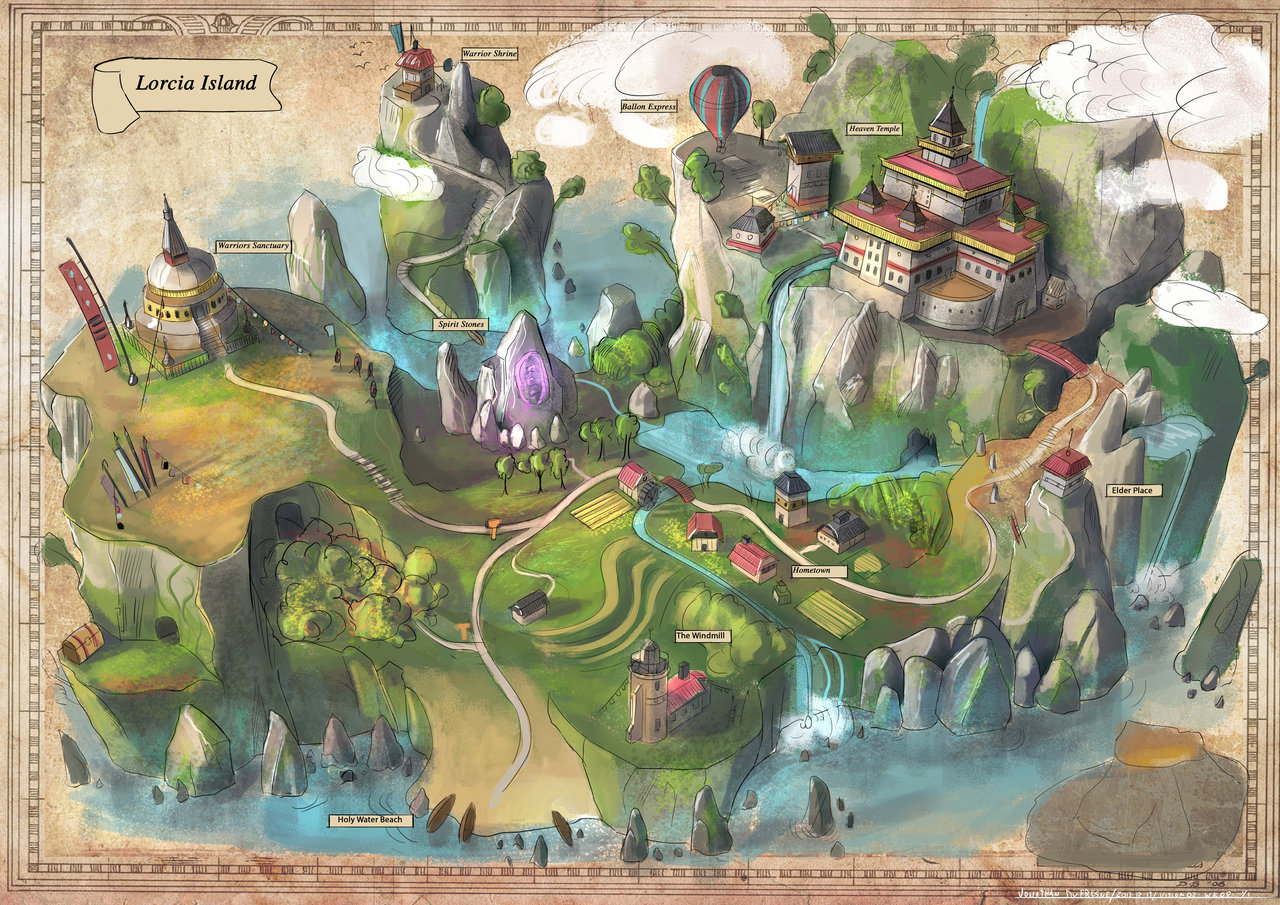 Lorcia Island
Warrior Shrine
Ballon Express
Heaven Temple
Warriors Sanctuary
Spirit Stones
Elder Place
Hometown
The Windmill
Holy Water Beach